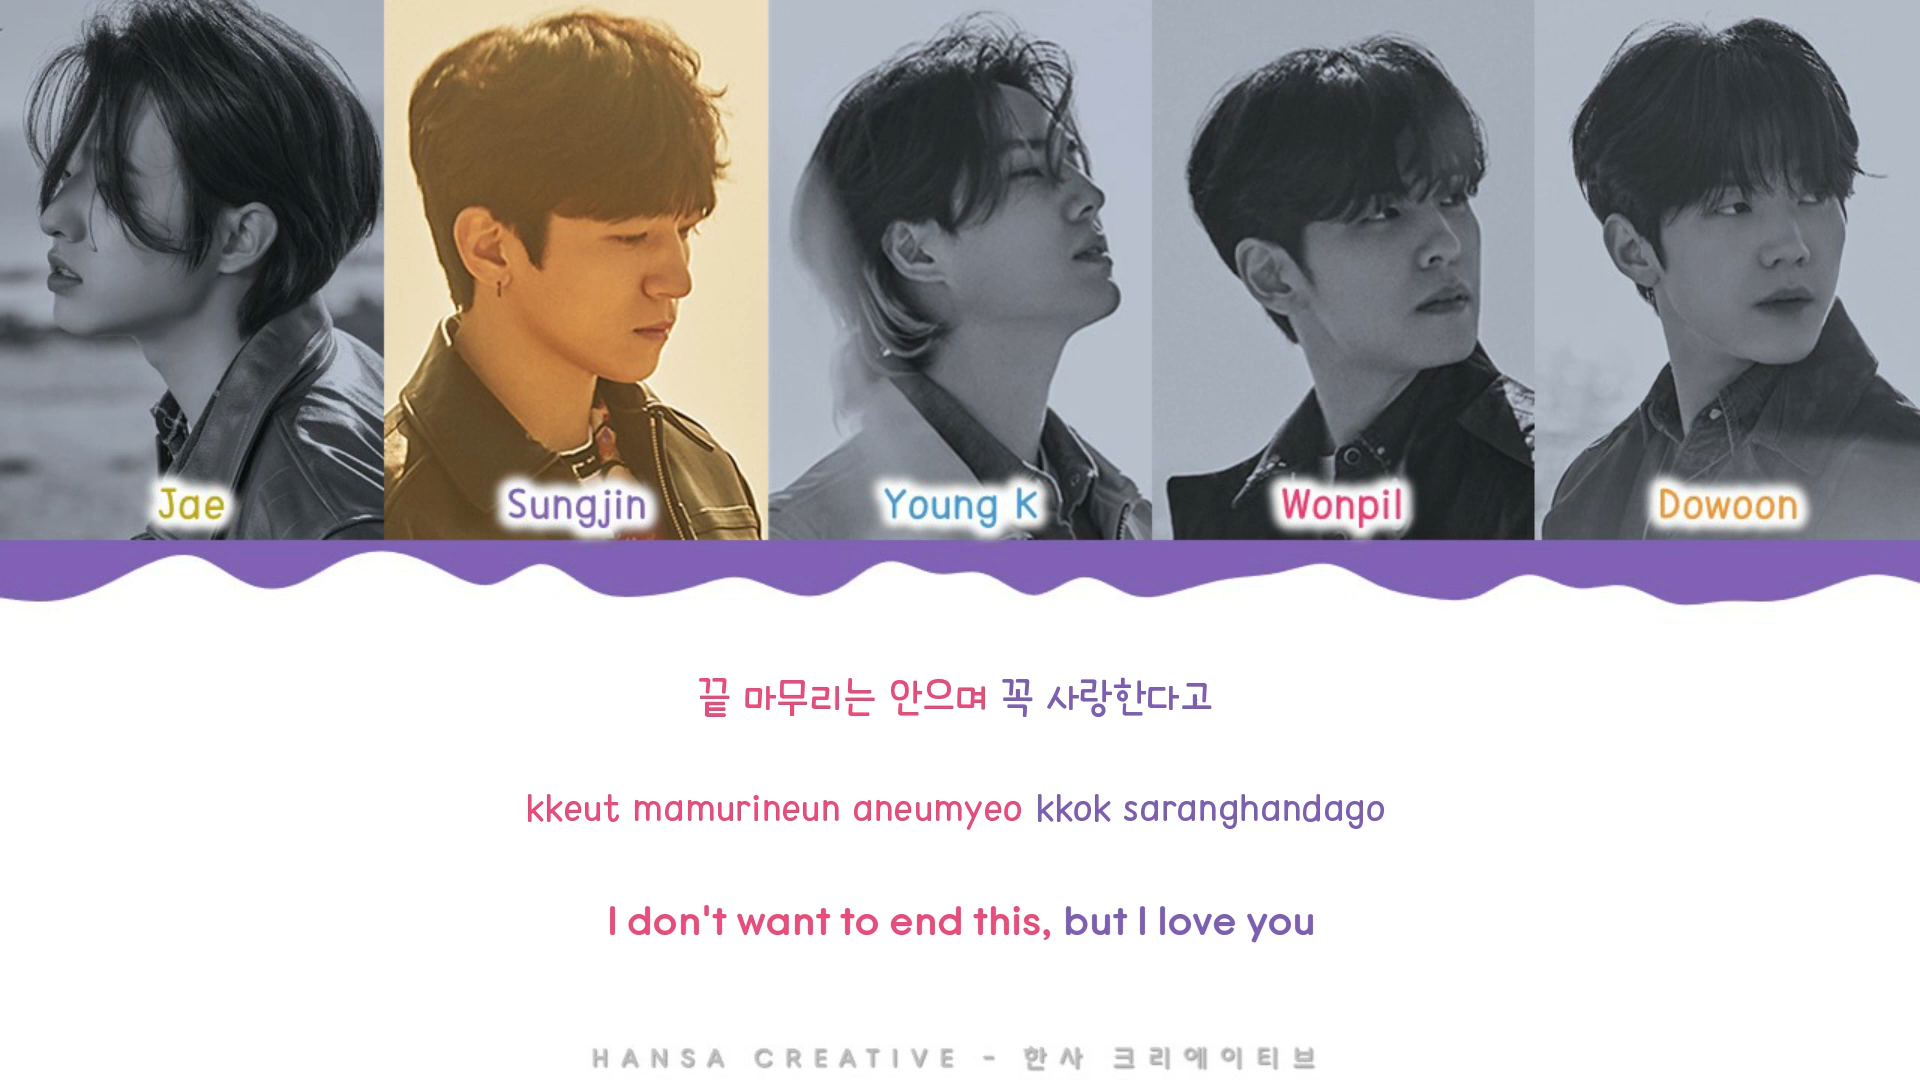 Jae Sungjin Young K Wonpil Dowoon
끝 마무리는 안으며 꼭 사랑한다고
kkeut mamurineun aneumyeo kkok saranghandago
I don't want to end this, but I love you
HANSA CREATIVE - 한사 크리에이티브